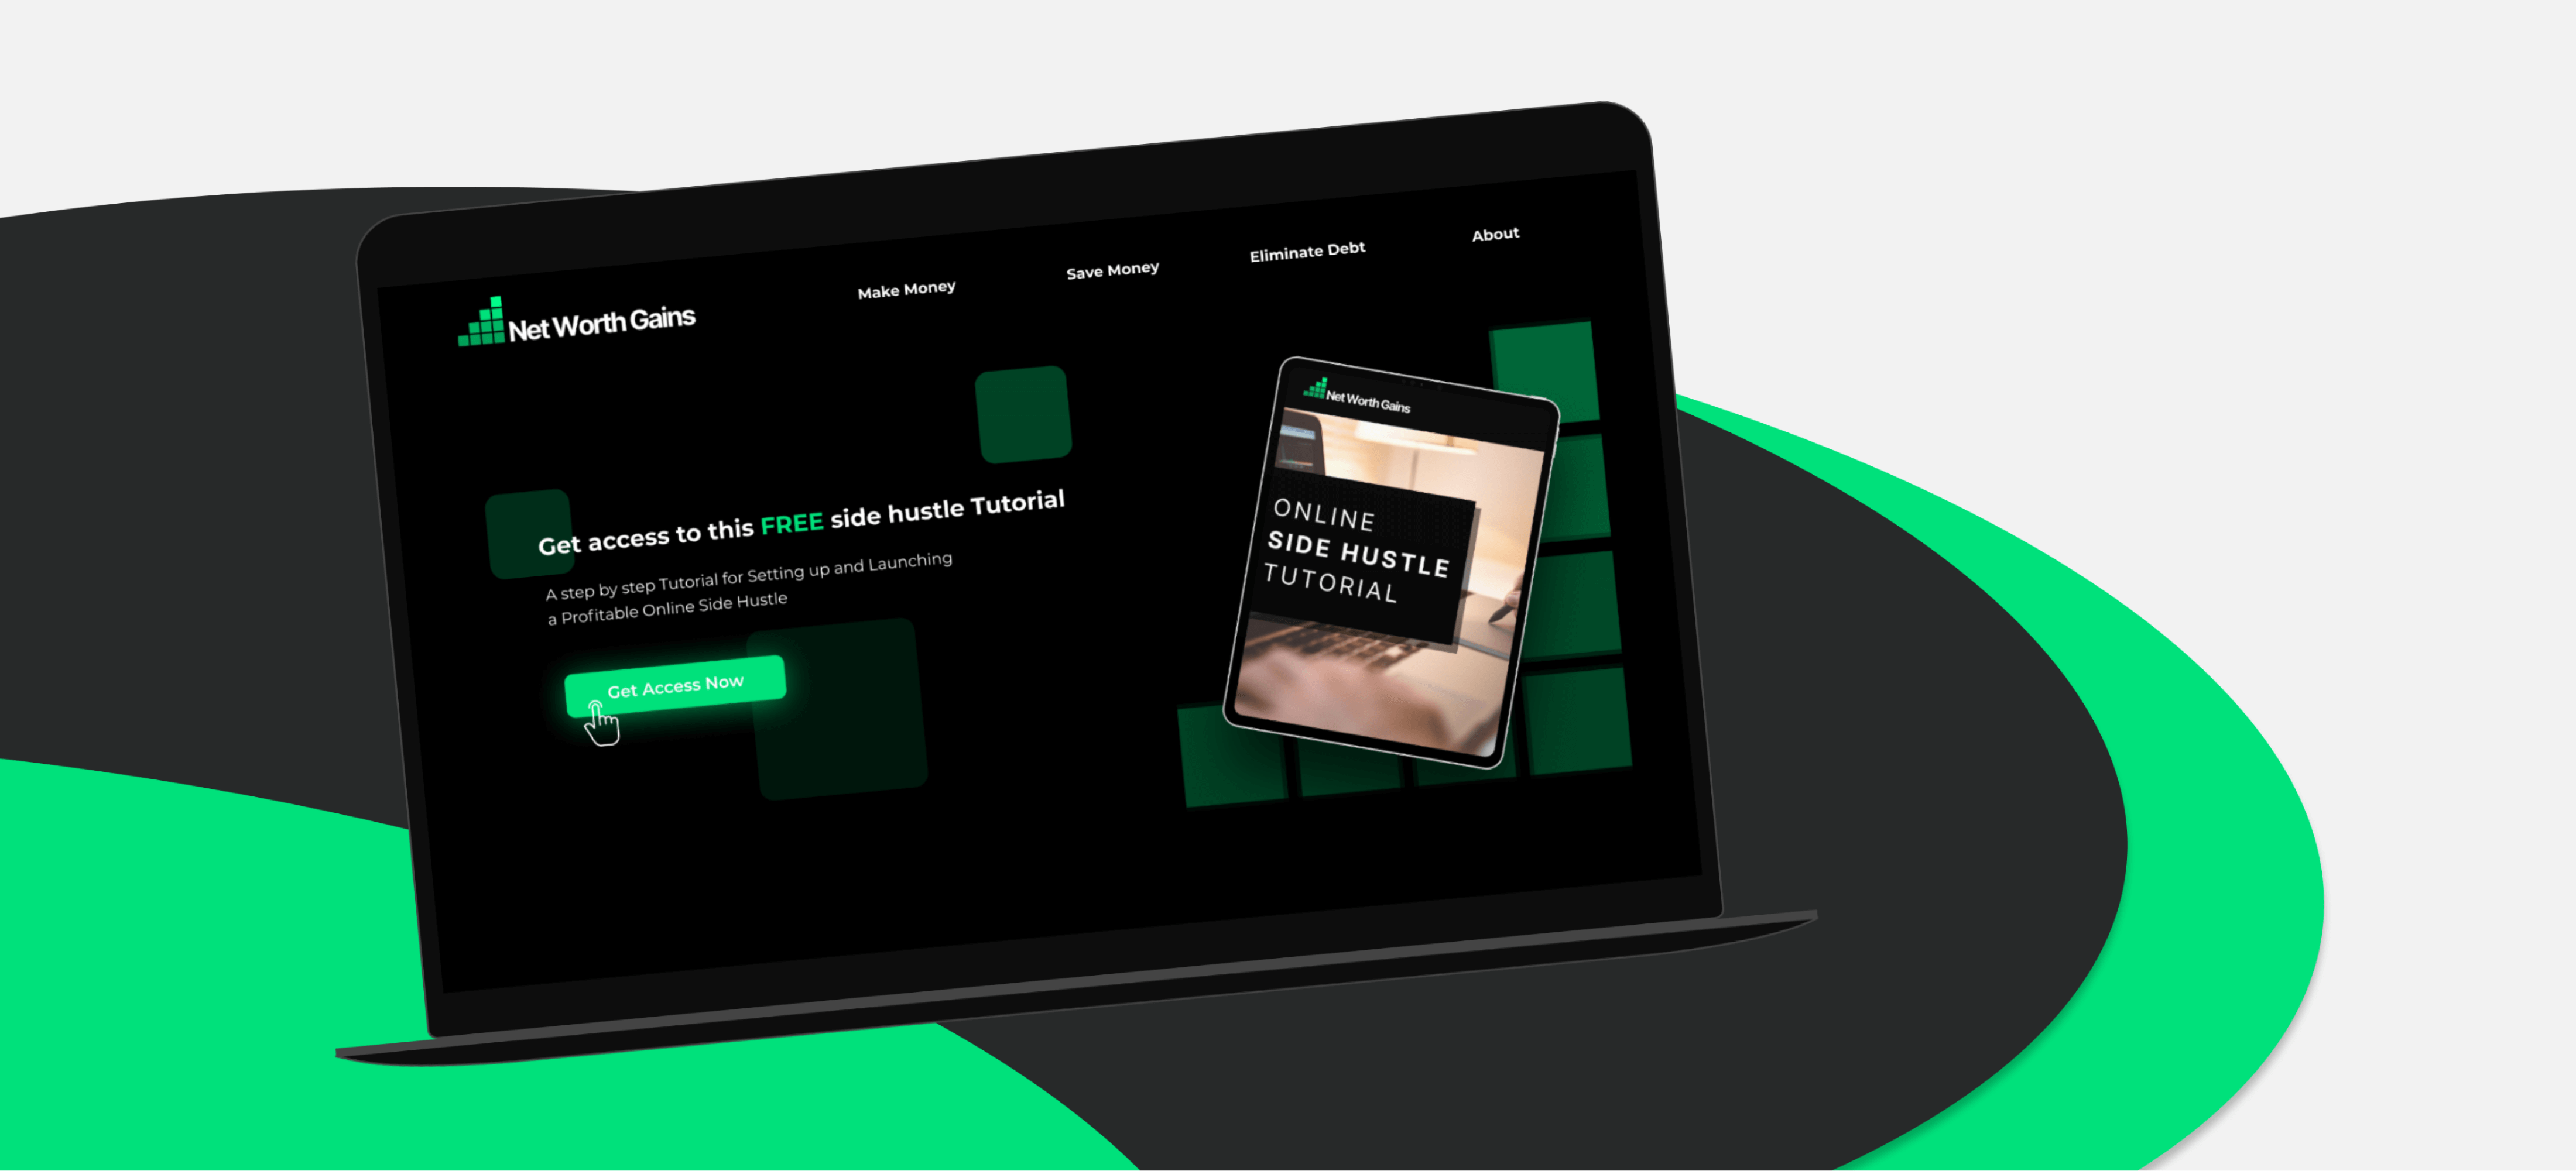 Net Worth Gains
Make Money
Save Money
Eliminate Debt
About
Get access to this FREE side hustle Tutorial
A step by step Tutorial for Setting up and Launching
a Profitable Online Side Hustle
Get Access Now
Net Worth Gains
ONLINE
SIDE HUSTLE
TUTORIAL